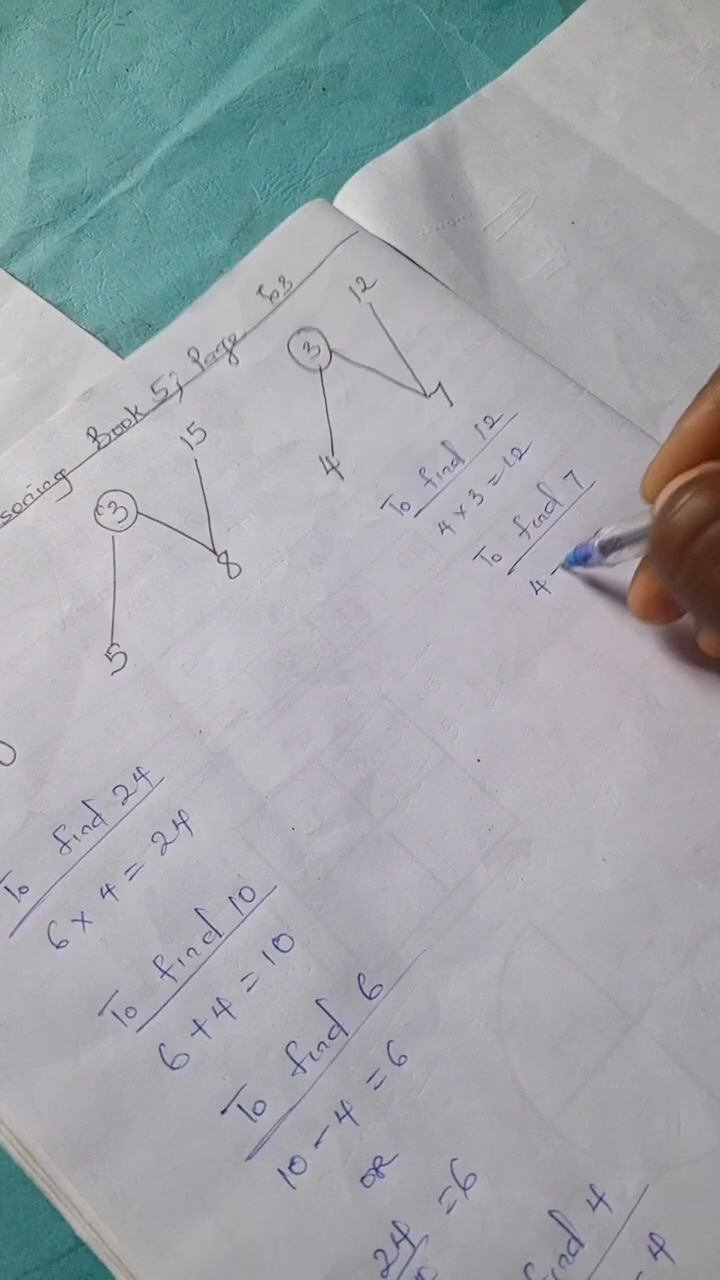 Book 5; Page 53
15
3
8
5
12
3
7
4
To find 12
4 × 3 = 12
To find 7
4
To find 24
6 × 4 = 24
To find 10
6 + 4 = 10
To find 6
10 - 4 = 6
OR
24 = 6
find 4
4